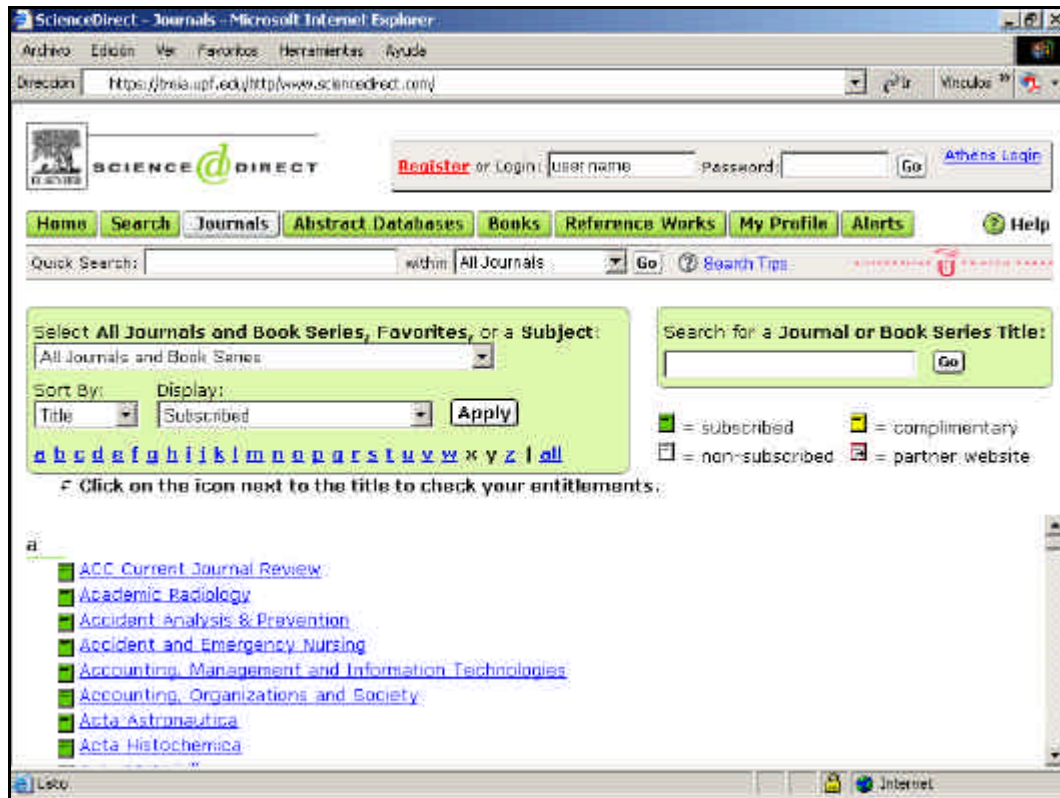 ScienceDirect - Journals - Microsoft Internet Explorer
Archivo Edición Ver Favoritos Herramientas Ayuda
Dirección https://troia.upf.edu/http/www.sciencedirect.com/ Ir Vínculos »
ELSEVIER SCIENCE @ DIRECT
Register or Login: user name Password: Go Athens Login
Home Search Journals Abstract Databases Books Reference Works My Profile Alerts ? Help
Quick Search: within All Journals Go ? Search Tips
Select All Journals and Book Series, Favorites, or a Subject:
All Journals and Book Series
Sort By: Display:
Title Subscribed Apply
a b c d e f g h i j k l m n o p q r s t u v w x y z | all
Search for a Journal or Book Series Title:
Go
= subscribed = complimentary
= non-subscribed = partner website
Click on the icon next to the title to check your entitlements.
a
ACC Current Journal Review
Academic Radiology
Accident Analysis & Prevention
Accident and Emergency Nursing
Accounting, Management and Information Technologies
Accounting, Organizations and Society
Acta Astronautica
Acta Histochemica
Listo Internet